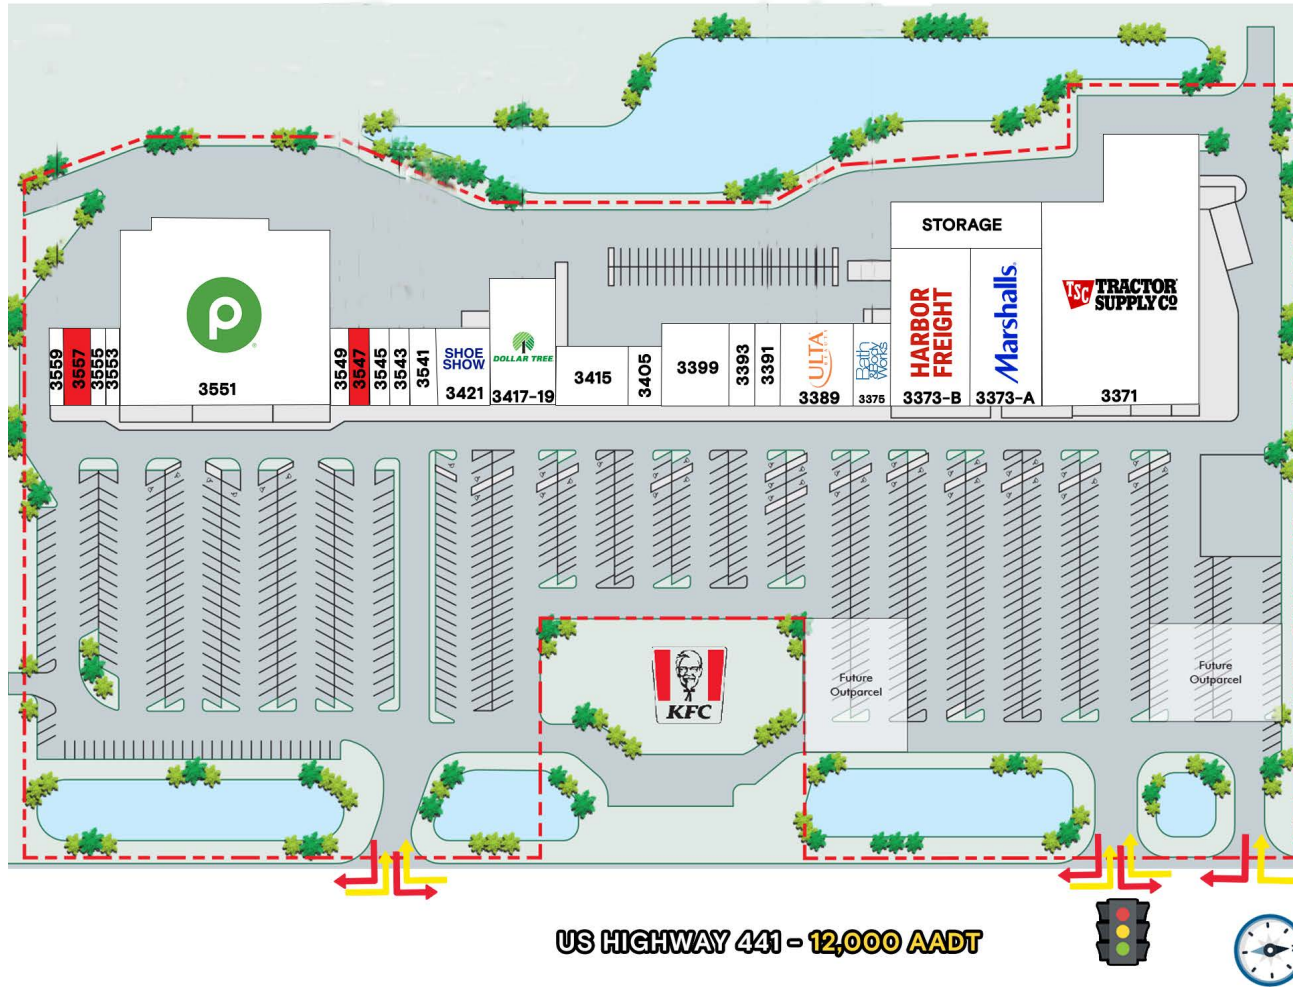 STORAGE
HARBOR
FREIGHT
Marshalls
TSC TRACTOR
SUPPLY CO
3559
3557
3555
3553
p
3551
3549
3547
3545
3543
3541
SHOE
SHOW
3421
DOLLAR TREE
3417-19
3415
3405
3399
3393
3391
ULTA
BEAUTY
3389
Bath
&Body
Works
3375
3373-B
3373-A
3371
KFC
Future
Outparcel
Future
Outparcel
US HIGHWAY 441 - 12,000 AADT